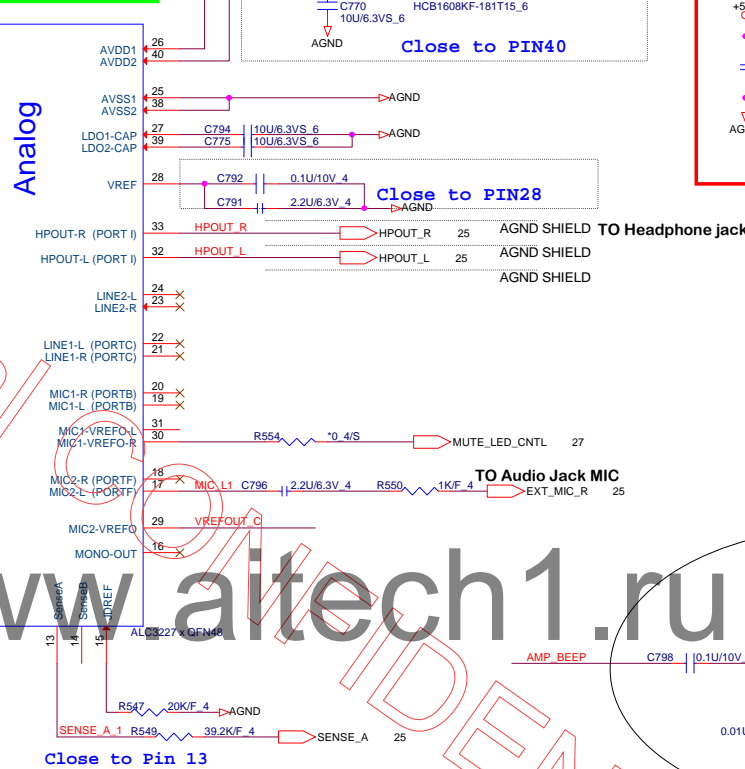 C770
10U/6.3VS_6
HCB1608KF-181T15_6
AGND
Close to PIN40
Analog
AVDD1 26
AVDD2 40
AVSS1 25 AGND
AVSS2 38
LDO1-CAP 27 C794 10U/6.3VS_6 AGND
LDO2-CAP 39 C775 10U/6.3VS_6
VREF 28 C792 0.1U/10V_4
C791 2.2U/6.3V_4 AGND
Close to PIN28
HPOUT-R (PORT I) 33 HPOUT_R HPOUT_R 25 AGND SHIELD TO Headphone jack
HPOUT-L (PORT I) 32 HPOUT_L HPOUT_L 25 AGND SHIELD
AGND SHIELD
LINE2-L 24
LINE2-R 23
LINE1-L (PORTC) 22
LINE1-R (PORTC) 21
MIC1-R (PORTB) 20
MIC1-L (PORTB) 19
MIC1-VREFO-L 31
MIC1-VREFO-R 30 R554 *0_4/S MUTE_LED_CNTL 27
TO Audio Jack MIC
MIC2-R (PORTF) 18
MIC2-L (PORTF) 17 MIC_L1 C796 2.2U/6.3V_4 R550 1K/F_4 EXT_MIC_R 25
MIC2-VREFO 29 VREFOUT_C
MONO-OUT 16
www.aitech1.ru
SenseA
SenseB
JDREF
ALC3227 x QFN48
13
14
15
AMP_BEEP C798 0.1U/10V_
R547 20K/F_4 AGND
SENSE_A_1 R549 39.2K/F_4 SENSE_A 25
0.01U
Close to Pin 13